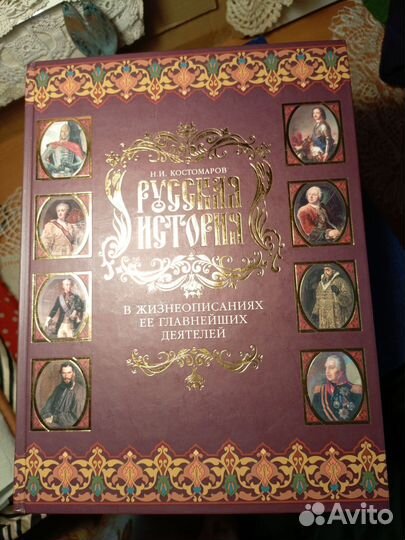 Н.И. КОСТОМАРОВ
РУССКАЯ
ИСТОРИЯ
В ЖИЗНЕОПИСАНИЯХ
ЕЕ ГЛАВНЕЙШИХ
ДЕЯТЕЛЕЙ
Avito